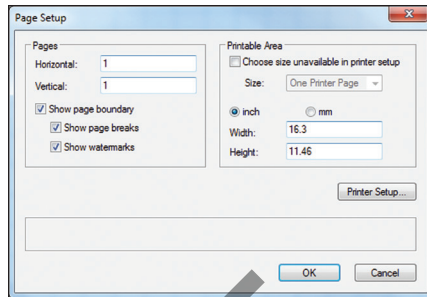 Page Setup
Pages
Horizontal: 1
Vertical: 1
Show page boundary
Show page breaks
Show watermarks
Printable Area
Choose size unavailable in printer setup
Size: One Printer Page
inch mm
Width: 16.3
Height: 11.46
Printer Setup...
OK Cancel